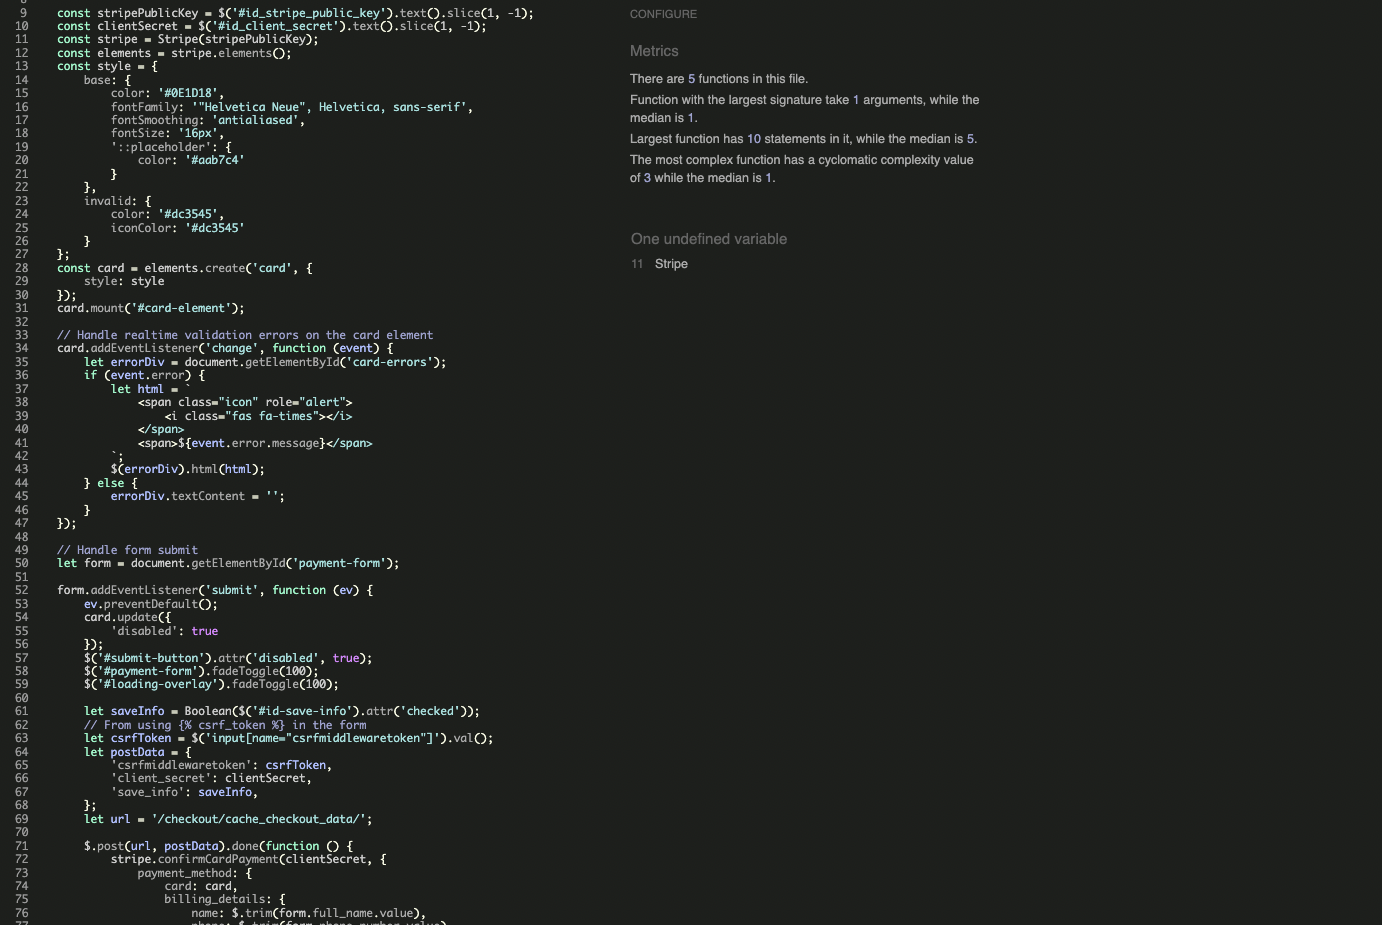 9 const stripePublicKey = $('#id_stripe_public_key').text().slice(1, -1);
10 const clientSecret = $('#id_client_secret').text().slice(1, -1);
11 const stripe = Stripe(stripePublicKey);
12 const elements = stripe.elements();
13 const style = {
14 base: {
15 color: '#0E1D18',
16 fontFamily: '"Helvetica Neue", Helvetica, sans-serif',
17 fontSmoothing: 'antialiased',
18 fontSize: '16px',
19 '::placeholder': {
20 color: '#aab7c4'
21 }
22 },
23 invalid: {
24 color: '#dc3545',
25 iconColor: '#dc3545'
26 }
27 };
28 const card = elements.create('card', {
29 style: style
30 });
31 card.mount('#card-element');
32
33 // Handle realtime validation errors on the card element
34 card.addEventListener('change', function (event) {
35 let errorDiv = document.getElementById('card-errors');
36 if (event.error) {
37 let html = `
38 <span class="icon" role="alert">
39 <i class="fas fa-times"></i>
40 </span>
41 <span>${event.error.message}</span>
42 `;
43 $(errorDiv).html(html);
44 } else {
45 errorDiv.textContent = '';
46 }
47 });
48
49 // Handle form submit
50 let form = document.getElementById('payment-form');
51
52 form.addEventListener('submit', function (ev) {
53 ev.preventDefault();
54 card.update({
55 'disabled': true
56 });
57 $('#submit-button').attr('disabled', true);
58 $('#payment-form').fadeToggle(100);
59 $('#loading-overlay').fadeToggle(100);
60
61 let saveInfo = Boolean($('#id-save-info').attr('checked'));
62 // From using {% csrf_token %} in the form
63 let csrfToken = $('input[name="csrfmiddlewaretoken"]').val();
64 let postData = {
65 'csrfmiddlewaretoken': csrfToken,
66 'client_secret': clientSecret,
67 'save_info': saveInfo,
68 };
69 let url = '/checkout/cache_checkout_data/';
70
71 $.post(url, postData).done(function () {
72 stripe.confirmCardPayment(clientSecret, {
73 payment_method: {
74 card: card,
75 billing_details: {
76 name: $.trim(form.full_name.value),
CONFIGURE
Metrics
There are 5 functions in this file.
Function with the largest signature take 1 arguments, while the
median is 1.
Largest function has 10 statements in it, while the median is 5.
The most complex function has a cyclomatic complexity value
of 3 while the median is 1.
One undefined variable
11 Stripe